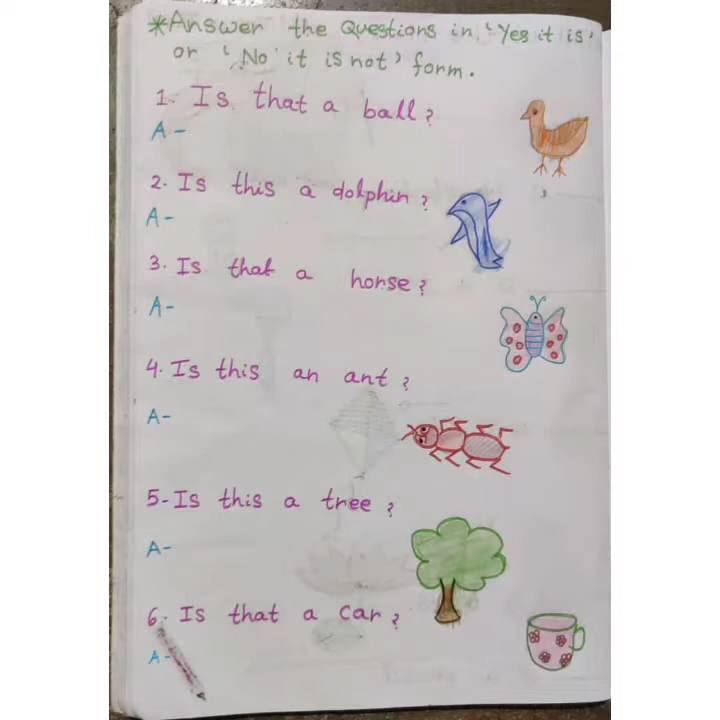 *Answer the Questions in 'Yes it is'
or 'No it is not' form.
1. Is that a ball?
A-
2. Is this a dolphin?
A-
3. Is that a horse?
A-
4. Is this an ant?
A-
5- Is this a tree?
A-
6- Is that a car?
A-